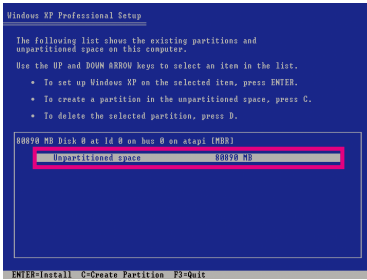 Windows XP Professional Setup
The following list shows the existing partitions and
unpartitioned space on this computer.
Use the UP and DOWN ARROW keys to select an item in the list.
• To set up Windows XP on the selected item, press ENTER.
• To create a partition in the unpartitioned space, press C.
• To delete the selected partition, press D.
80890 MB Disk 0 at Id 0 on bus 0 on atapi [MBR]
Unpartitioned space 80890 MB
ENTER=Install C=Create Partition F3=Quit